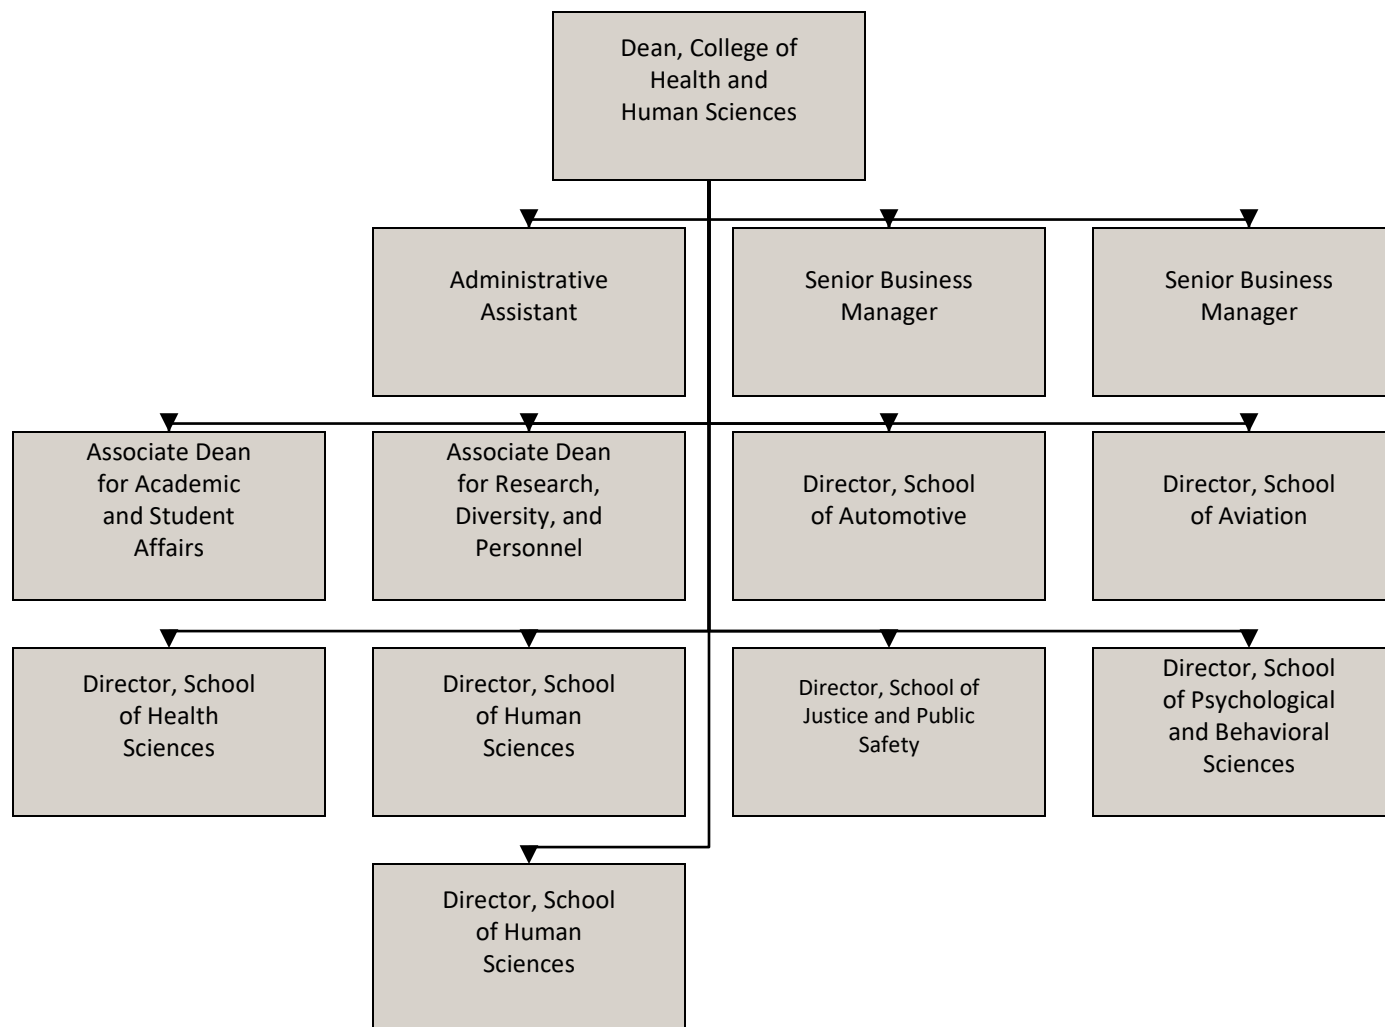 Dean, College of
Health and
Human Sciences
Administrative
Assistant
Senior Business
Manager
Senior Business
Manager
Associate Dean
for Academic
and Student
Affairs
Associate Dean
for Research,
Diversity, and
Personnel
Director, School
of Automotive
Director, School
of Aviation
Director, School
of Health
Sciences
Director, School
of Human
Sciences
Director, School of
Justice and Public
Safety
Director, School
of Psychological
and Behavioral
Sciences
Director, School
of Human
Sciences